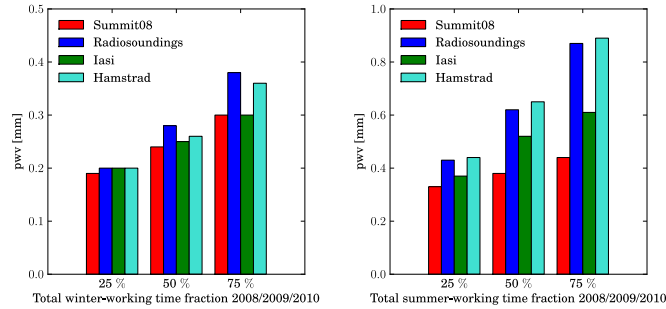 0.5
0.4
0.3
0.2
0.1
0.0
pwv [mm]
Summit08
Radiosoundings
Iasi
Hamstrad
25 %
50 %
75 %
Total winter-working time fraction 2008/2009/2010
1.0
0.8
0.6
0.4
0.2
0.0
pwv [mm]
Summit08
Radiosoundings
Iasi
Hamstrad
25 %
50 %
75 %
Total summer-working time fraction 2008/2009/2010